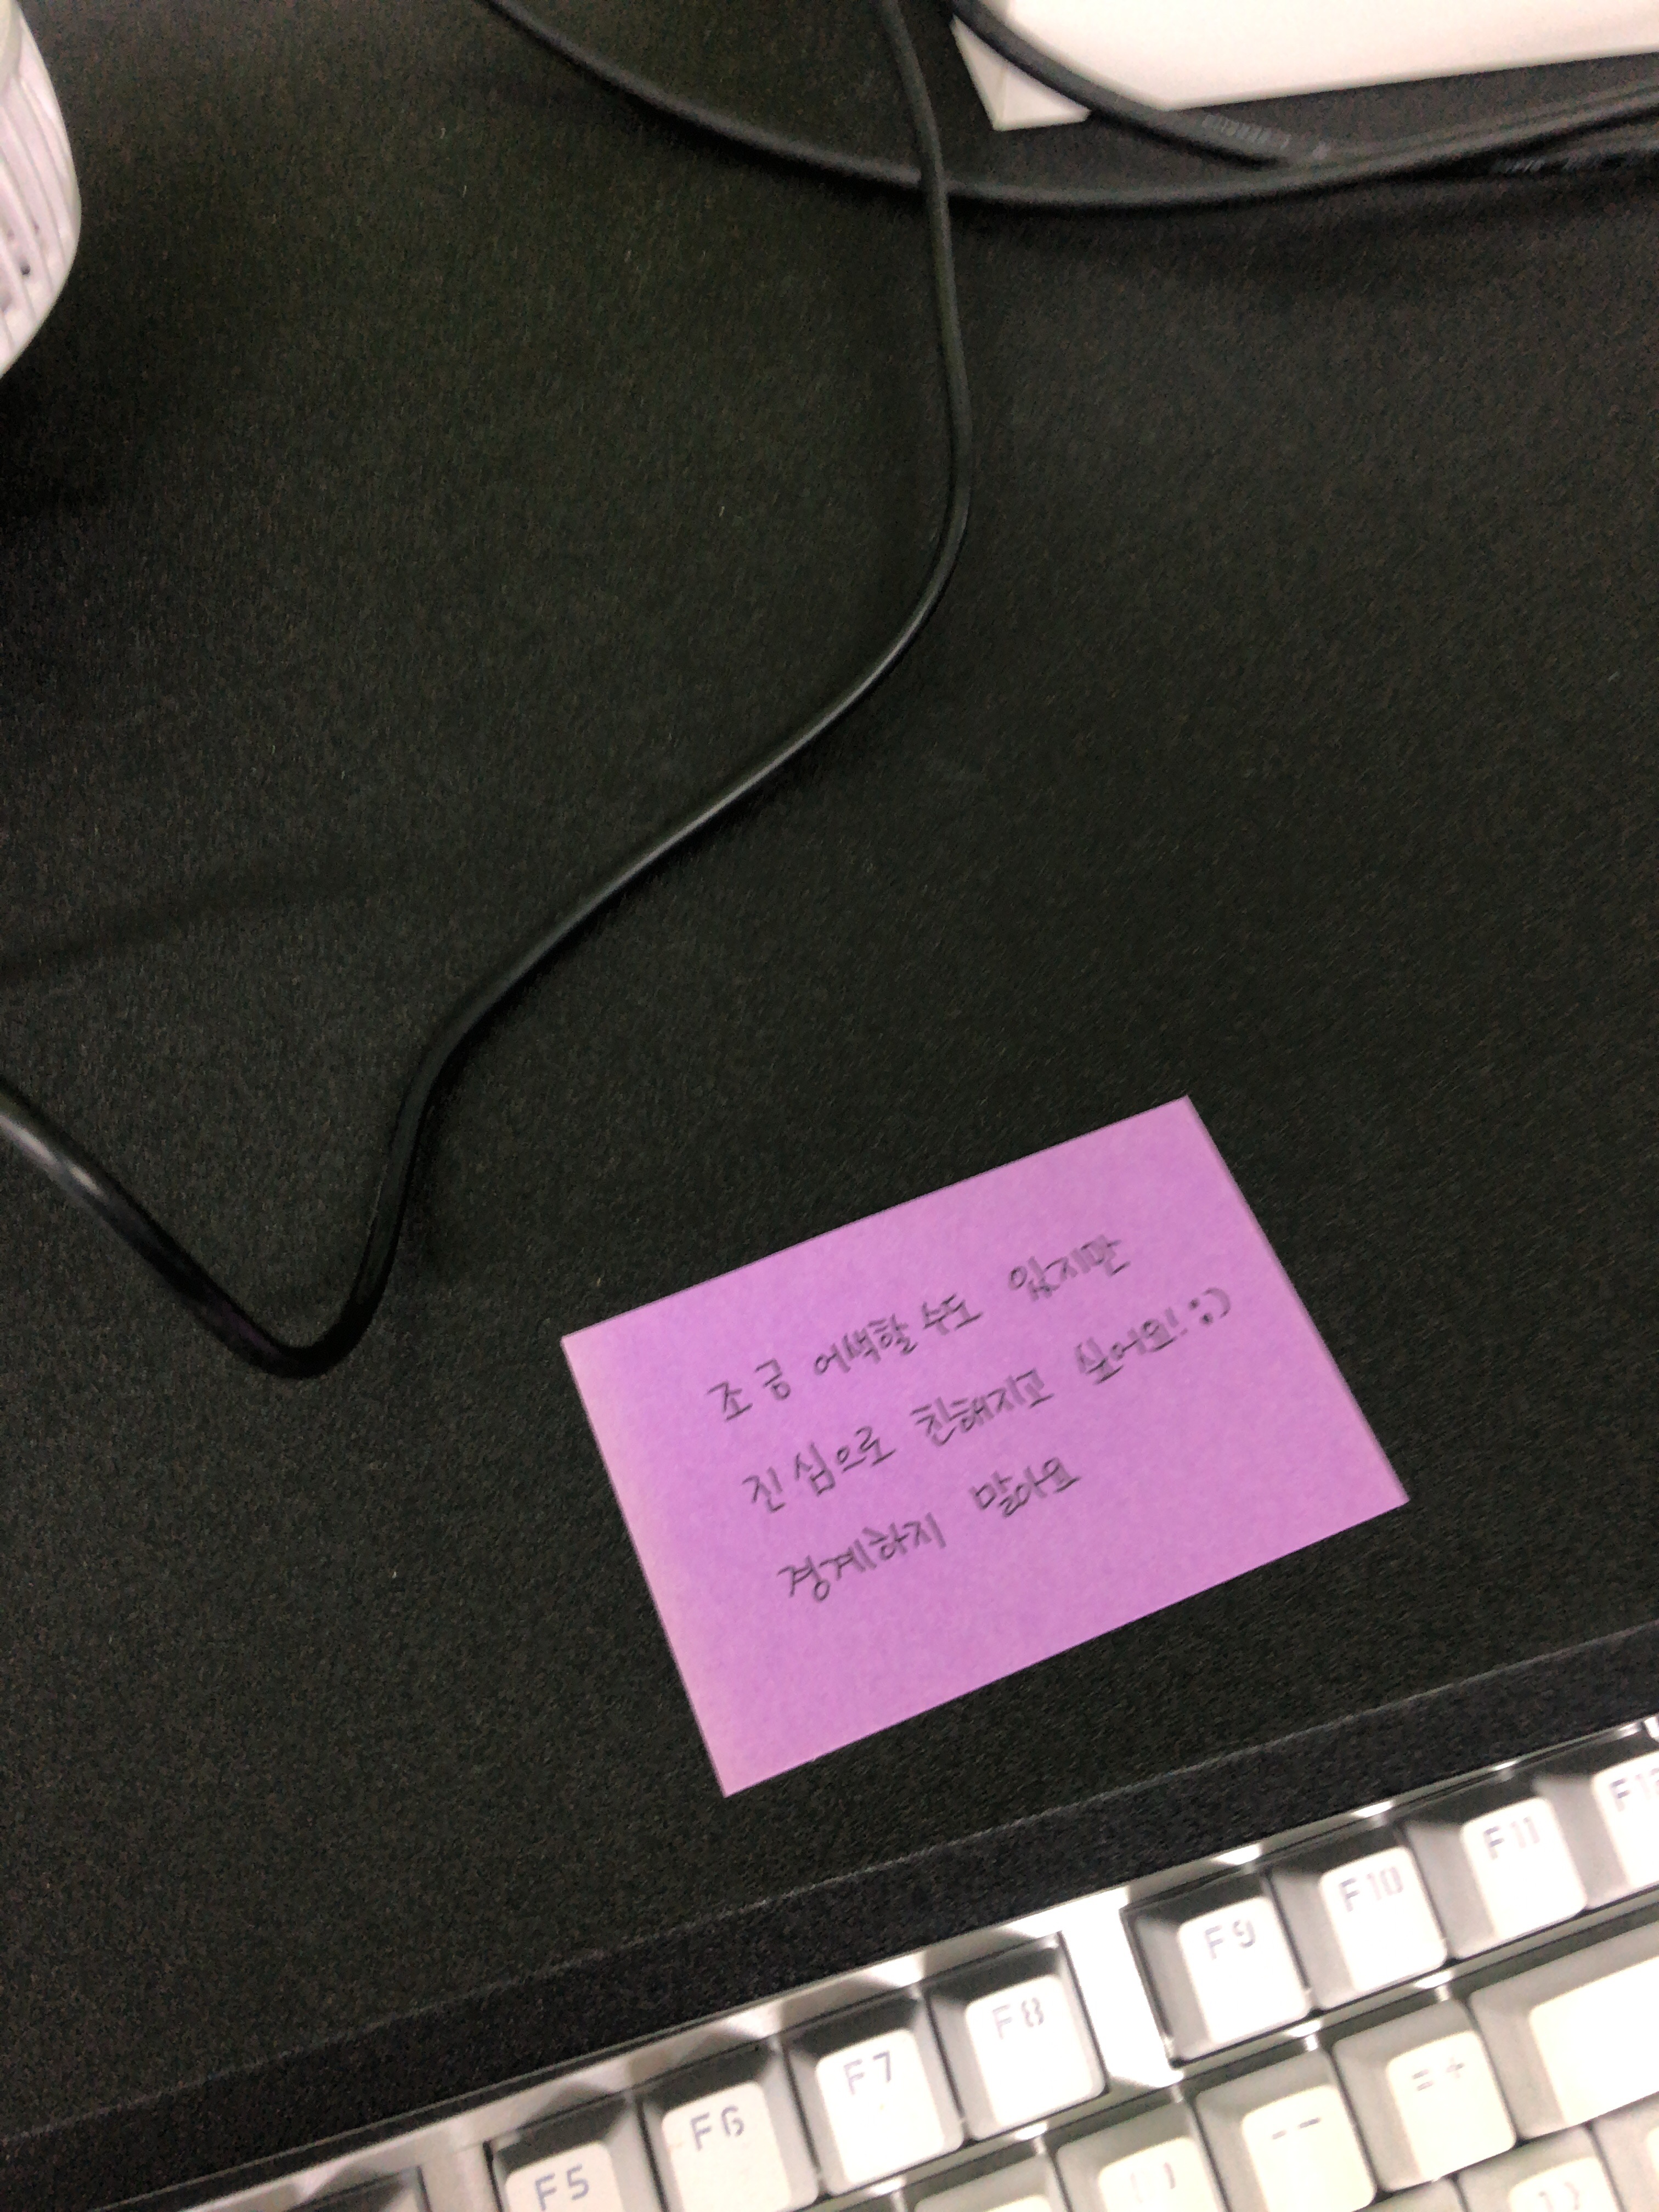 조금 어색할 수도 있지만
진심으로 친해지고 싶어요!! :)
경계하지 말아요
F5
F6
F7
F8
F9
F10
F11
F12
- -
= +